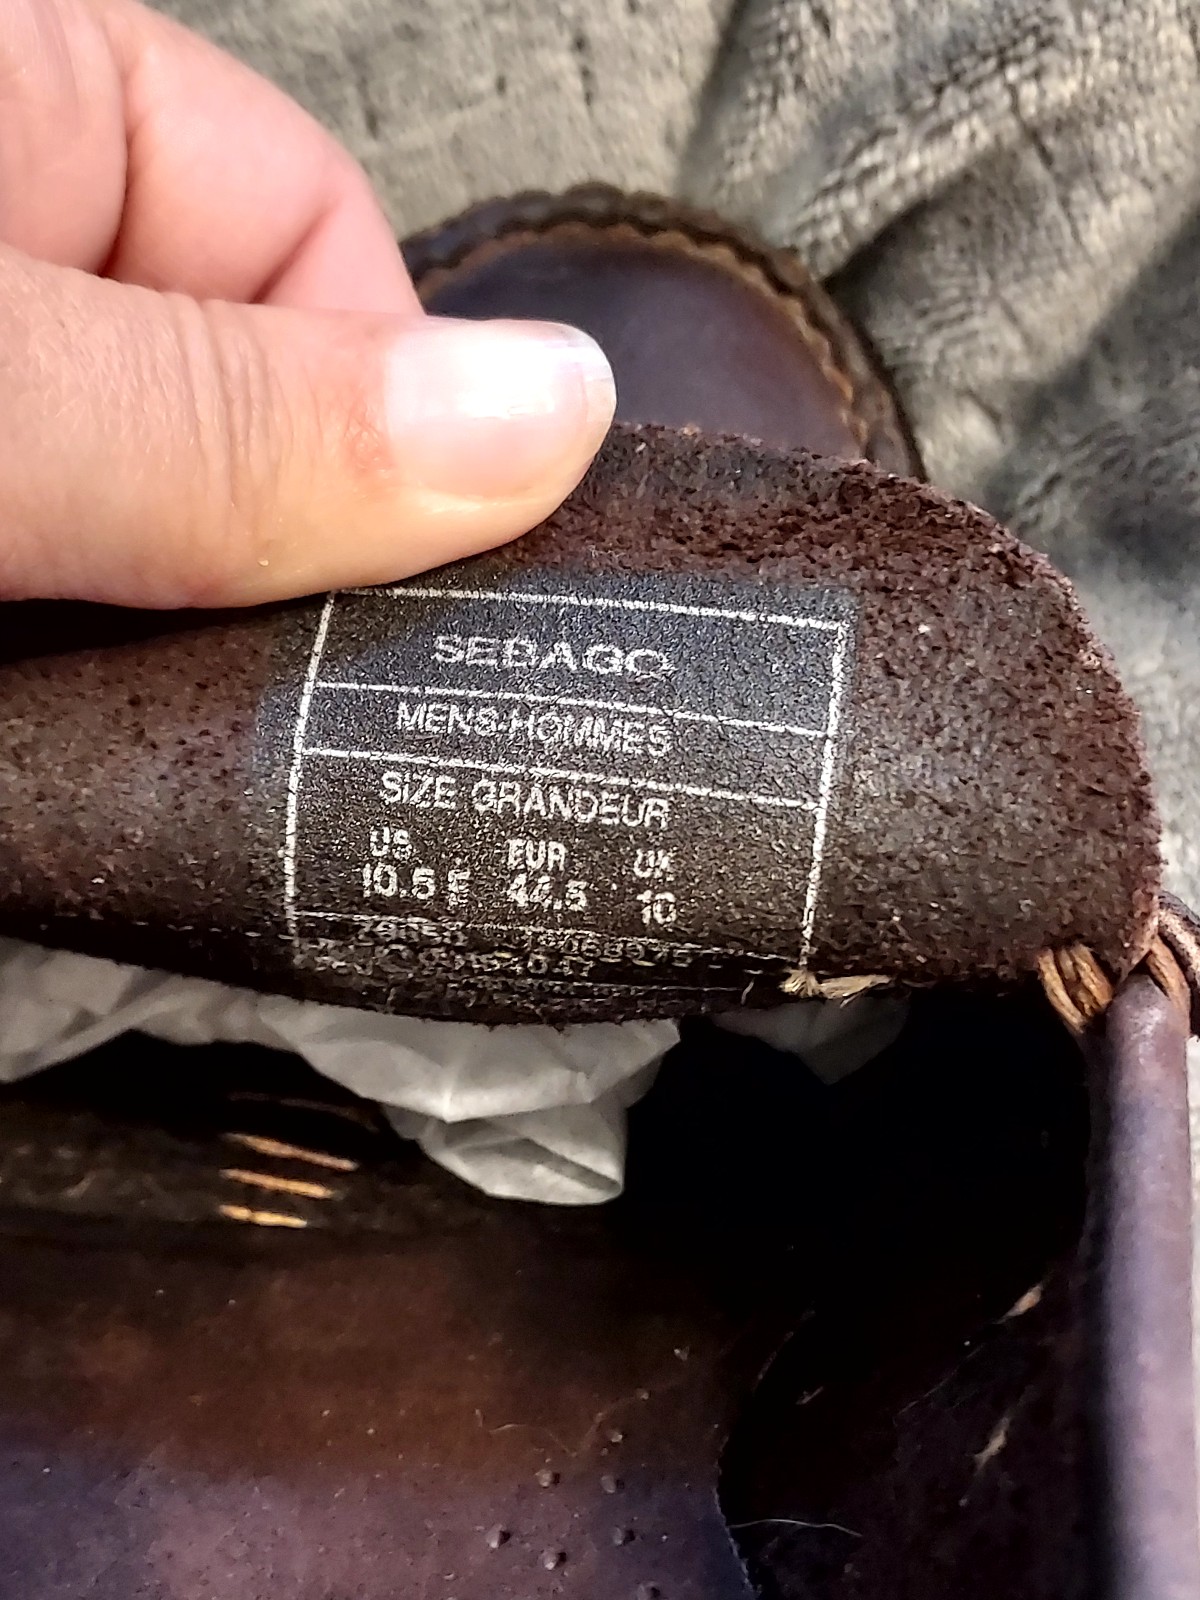 SEBAGO
MENS-HOMMES
SIZE GRANDEUR
US EUR UK
10.5 E 44.5 10